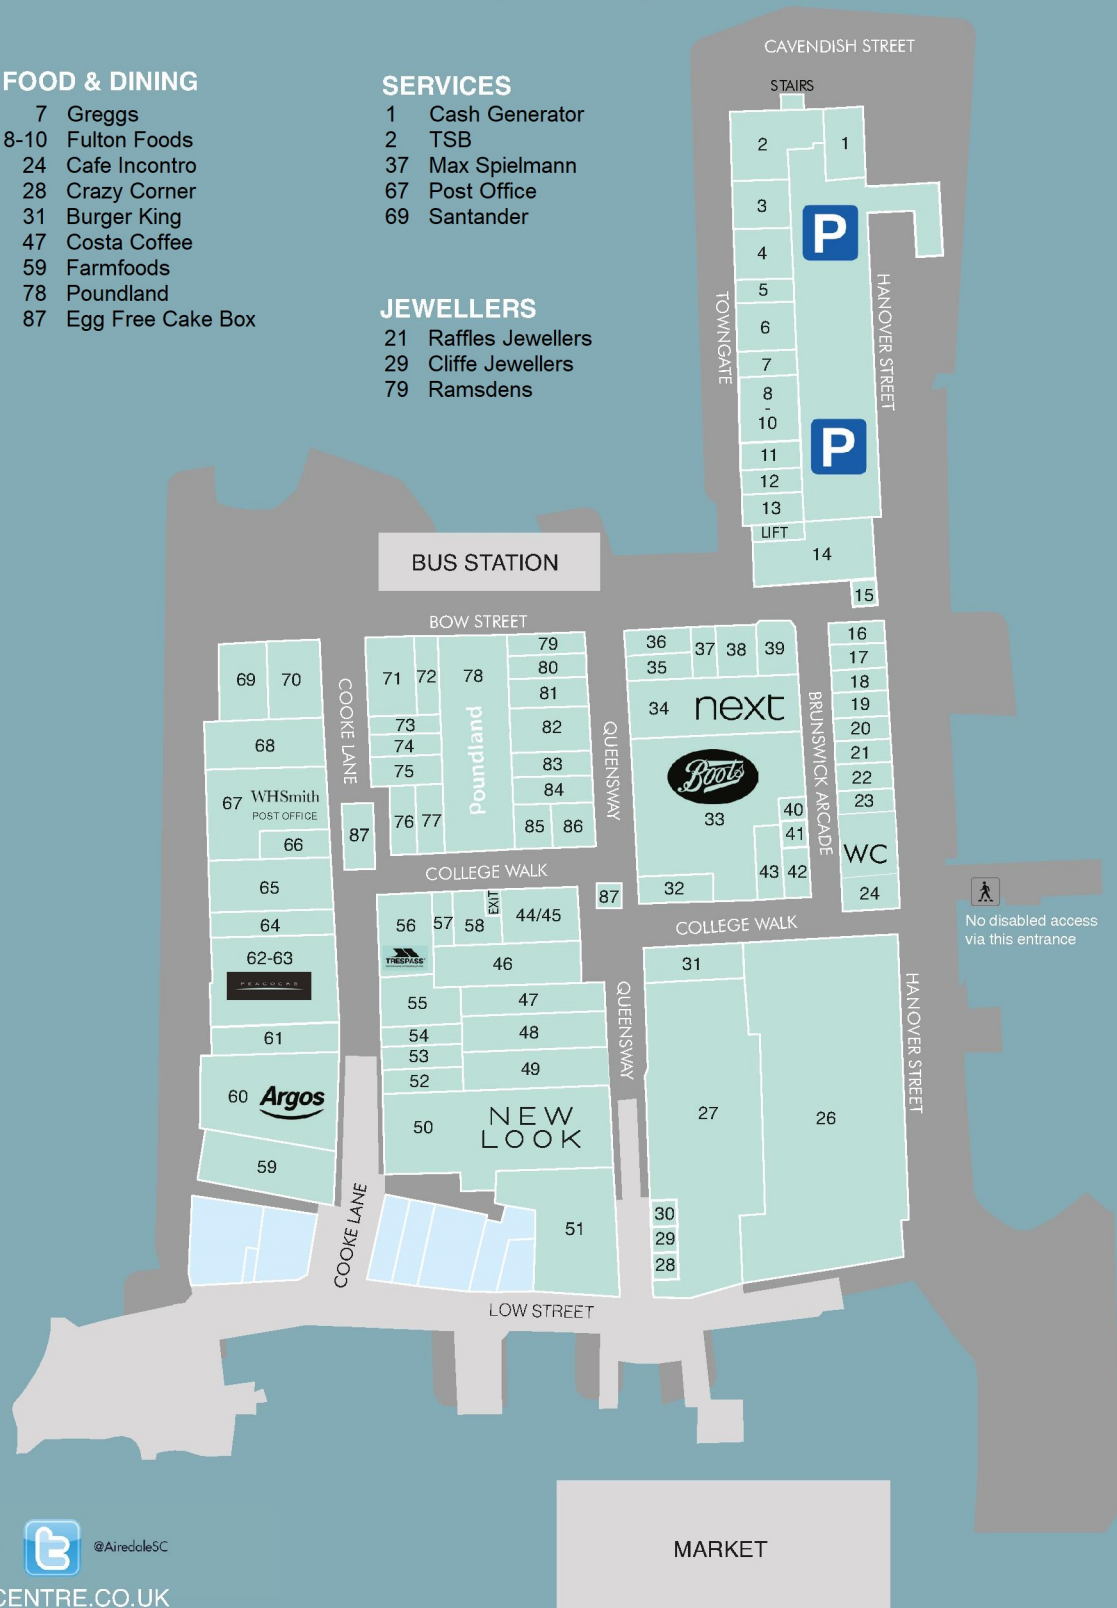 FOOD & DINING
7 Greggs
8-10 Fulton Foods
24 Cafe Incontro
28 Crazy Corner
31 Burger King
47 Costa Coffee
59 Farmfoods
78 Poundland
87 Egg Free Cake Box
SERVICES
1 Cash Generator
2 TSB
37 Max Spielmann
67 Post Office
69 Santander
JEWELLERS
21 Raffles Jewellers
29 Cliffe Jewellers
79 Ramsdens
CAVENDISH STREET
STAIRS
2
1
3
P
4
5
6
7
8
-
10
P
11
12
13
LIFT
14
15
TOWNGATE
HANOVER STREET
BUS STATION
BOW STREET
69
70
68
67 WHSmith
POST OFFICE
66
65
64
62-63
PEACOCKS
61
60 Argos
59
COOKE LANE
87
71
72
78
Poundland
73
74
75
76
77
79
80
81
82
83
84
85
86
QUEENSWAY
36
35
37
38
39
34 next
Boots
33
40
41
43
42
32
BRUNSWICK ARCADE
16
17
18
19
20
21
22
23
WC
24
COLLEGE WALK
87
COLLEGE WALK
No disabled access
via this entrance
56
TRESPASS
57
58
EXIT
44/45
46
55
47
54
48
53
52
49
50
NEW
LOOK
51
QUEENSWAY
31
27
26
30
29
28
HANOVER STREET
COOKE LANE
LOW STREET
MARKET
@AiredaleSC
CENTRE.CO.UK